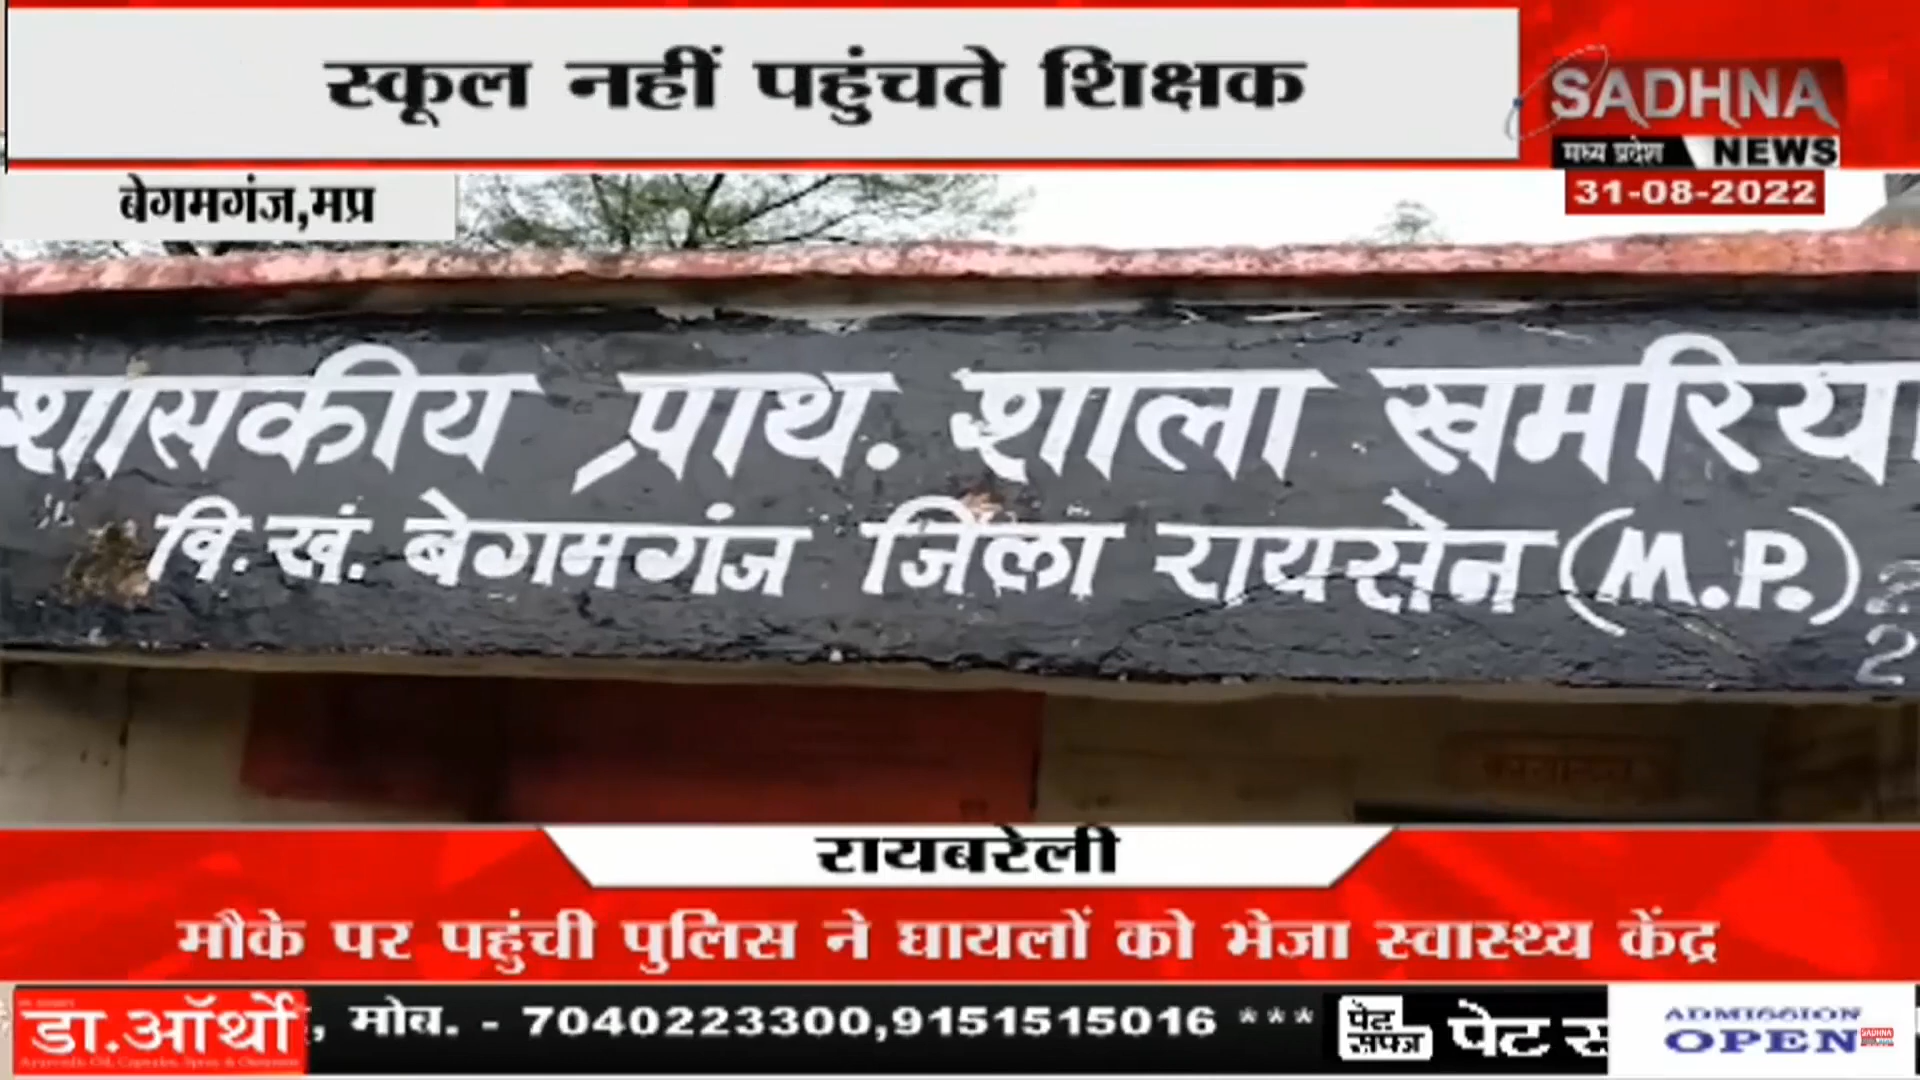 स्कूल नहीं पहुंचते शिक्षक
SADHNA
मध्य प्रदेश NEWS
31-08-2022
बेगमगंज,मप्र
शासकीय प्राथ. शाला खमरिया
वि.खं. बेगमगंज जिला रायसेन (M.P.)
रायबरेली
मौके पर पहुंची पुलिस ने घायलों को भेजा स्वास्थ्य केंद्र
डा.ऑर्थो
, मोब. - 7040223300,9151515016 ***
पेट सफा
पेट स
ADMISSION
OPEN